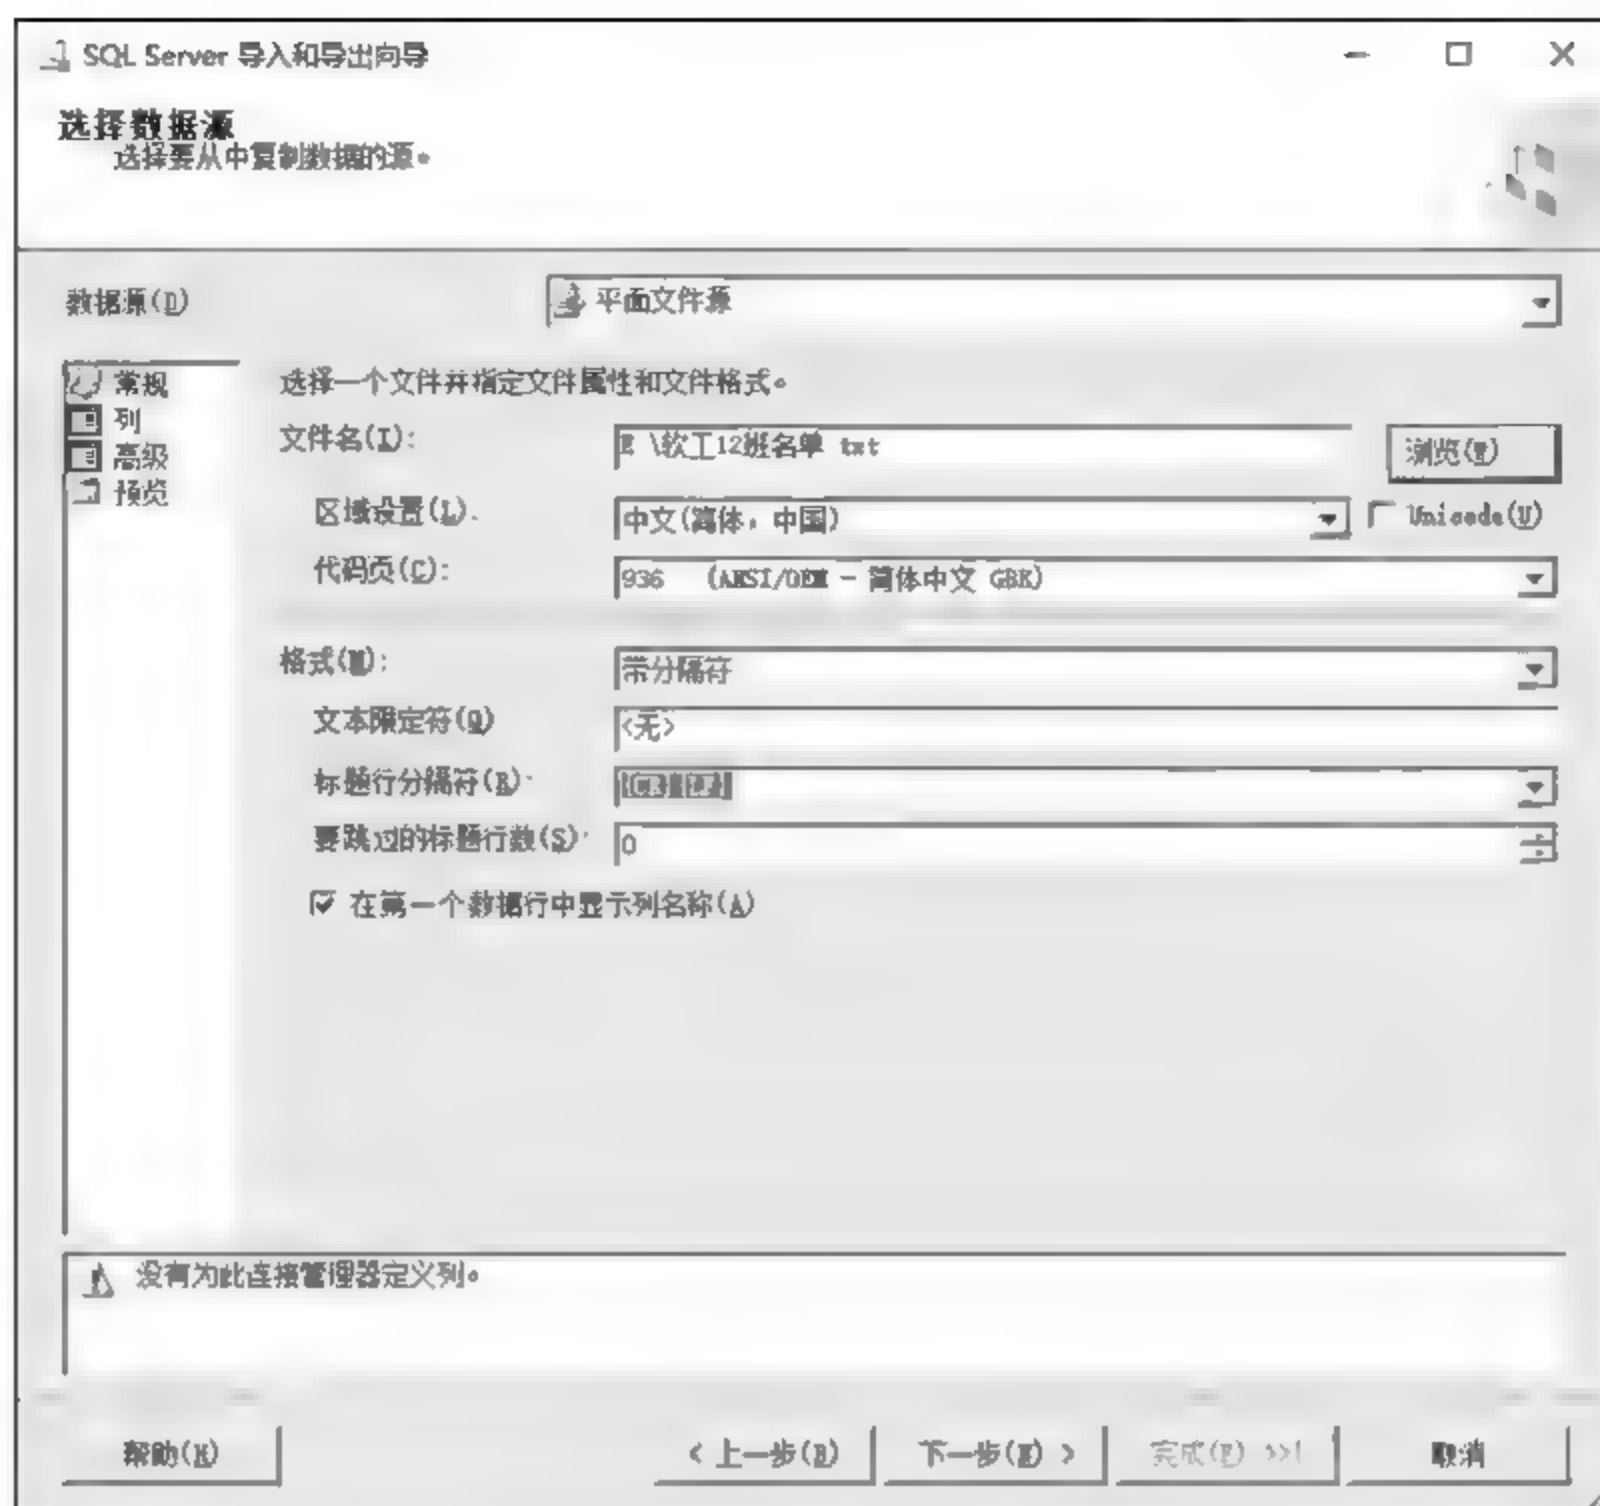 SQL Server 导入和导出向导
选择数据源
选择要从中复制数据的源。
数据源(D)
平面文件源
常规
列
高级
预览
选择一个文件并指定文件属性和文件格式。
文件名(I):
E \软工12班名单 txt
浏览(W)
区域设置(L).
中文(简体，中国)
Unicode(U)
代码页(C):
936 (ANSI/OEM - 简体中文 GBK)
格式(M):
带分隔符
文本限定符(Q)
<无>
标题行分隔符(R):
{CR}{LF}
要跳过的标题行数(S):
0
在第一个数据行中显示列名称(A)
没有为此连接管理器定义列。
帮助(H)
< 上一步(B)
下一步(N) >
完成(F) >>|
取消